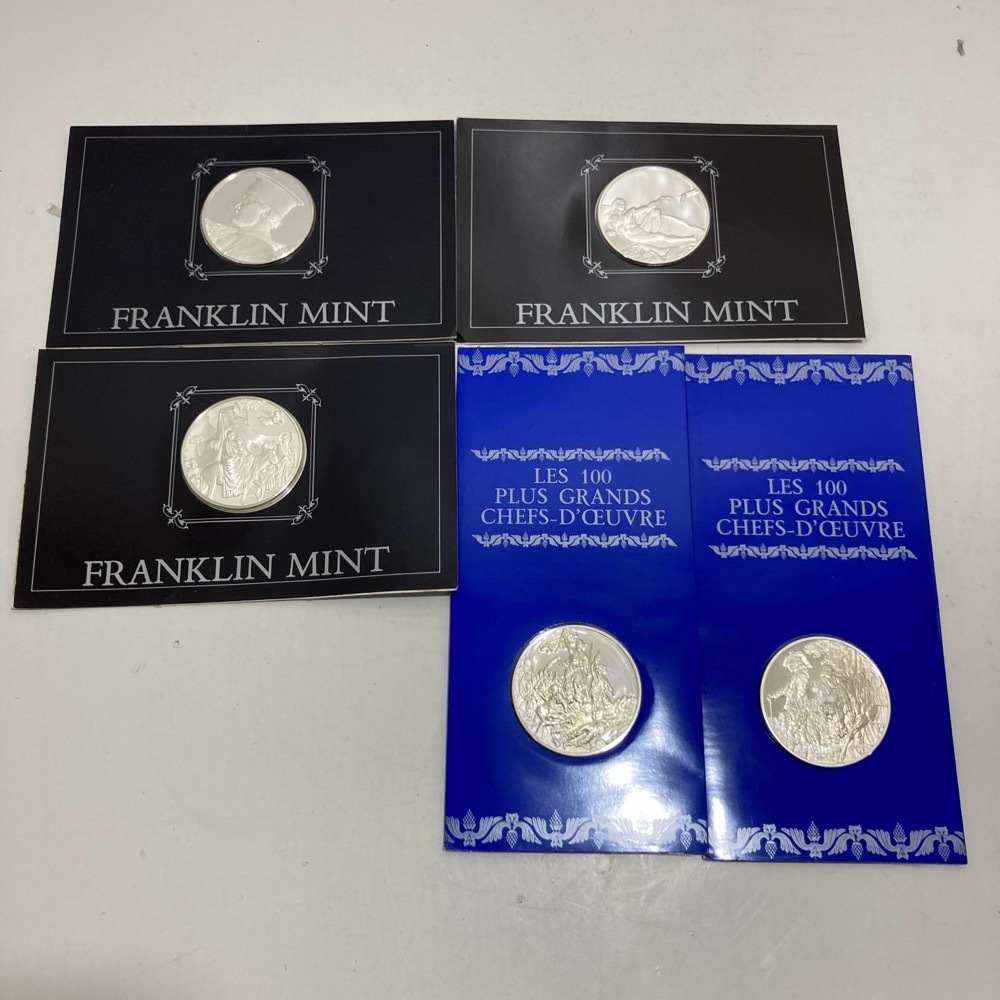 FRANKLIN MINT
FRANKLIN MINT
FRANKLIN MINT
LES 100
PLUS GRANDS
CHEFS-D'ŒUVRE
LES 100
PLUS GRANDS
CHEFS-D'ŒUVRE